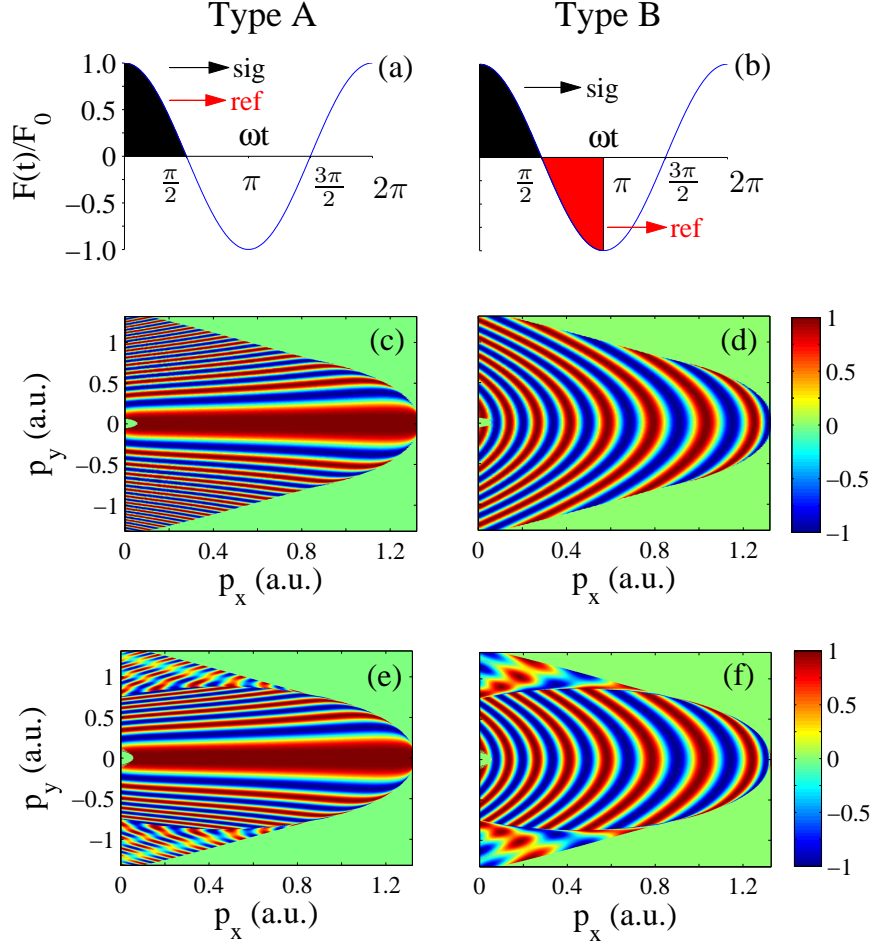 Type A Type B
(a) sig ref
F(t)/F_0 1.0 0.5 0 −0.5 −1.0
ωt π/2 π 3π/2 2π
(b) sig ref
ωt π/2 π 3π/2 2π
(c)
p_y (a.u.) 1 0.5 0 −0.5 −1
0 0.4 0.8 1.2
p_x (a.u.)
(d)
0 0.4 0.8 1.2
p_x (a.u.)
1 0.5 0 −0.5 −1
(e)
p_y (a.u.) 1 0.5 0 −0.5 −1
0 0.4 0.8 1.2
p_x (a.u.)
(f)
0 0.4 0.8 1.2
p_x (a.u.)
1 0.5 0 −0.5 −1